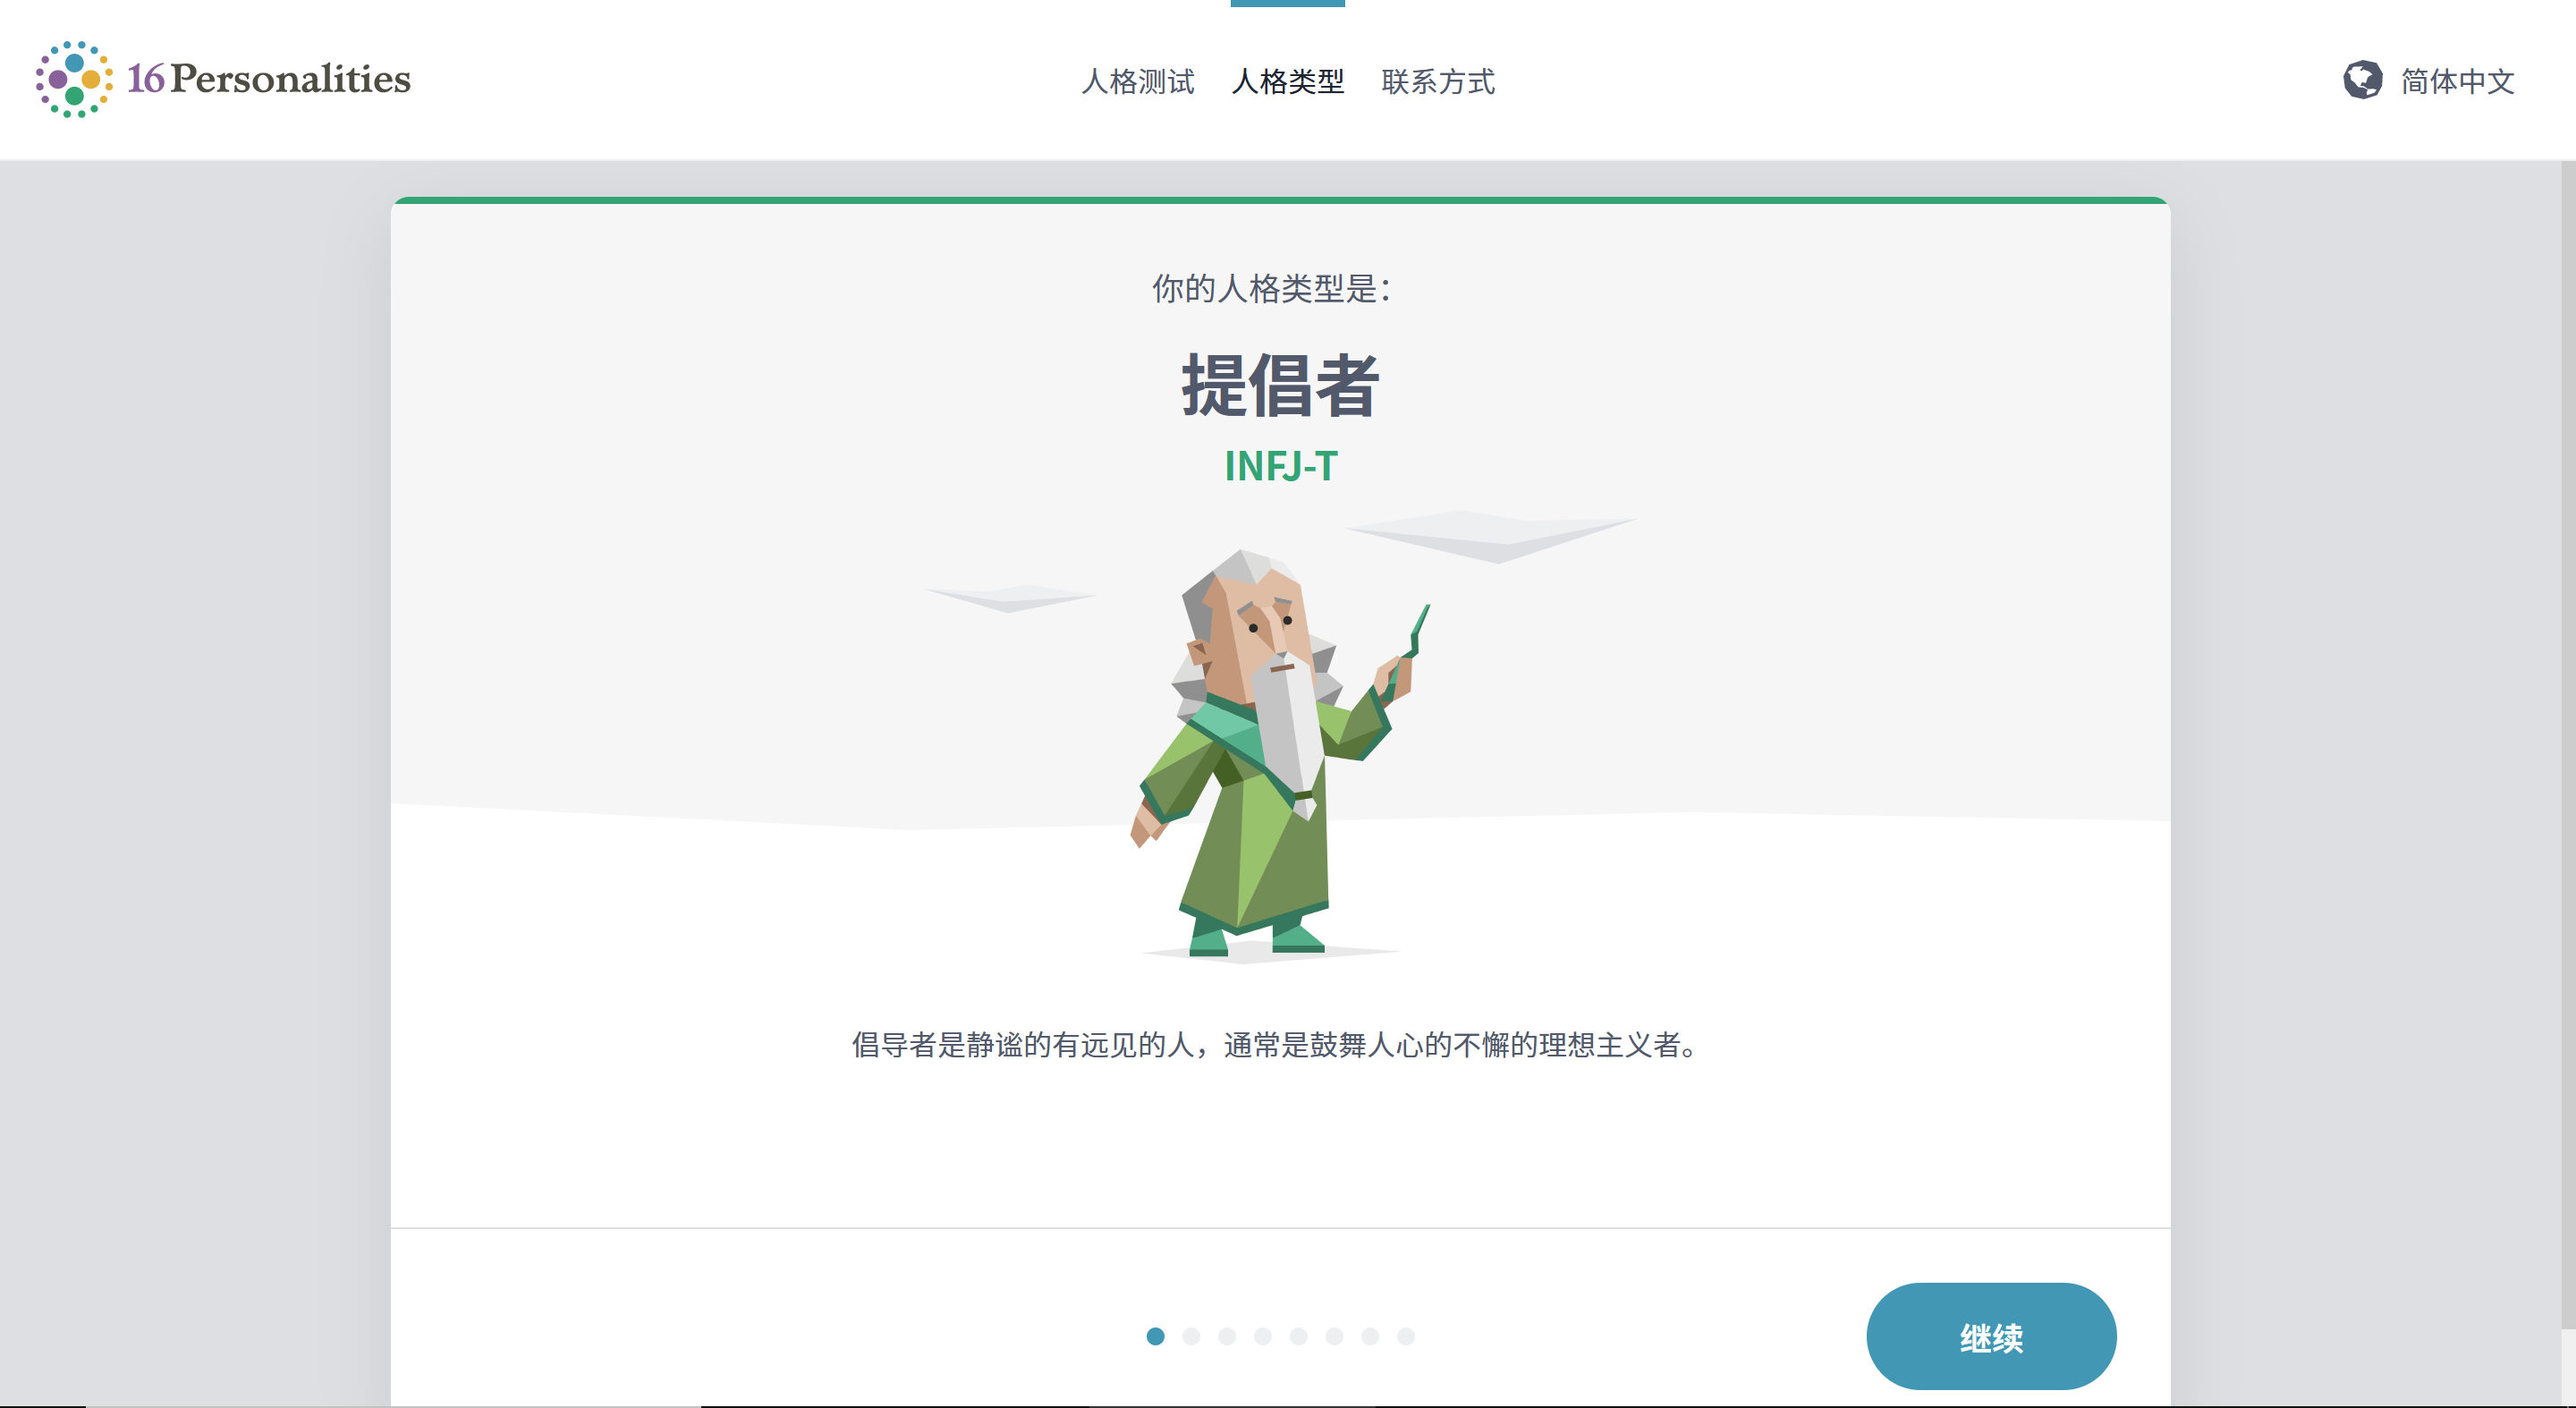 16Personalities
人格测试 人格类型 联系方式
简体中文
你的人格类型是：
提倡者
INFJ-T
倡导者是静谧的有远见的人，通常是鼓舞人心的不懈的理想主义者。
继续